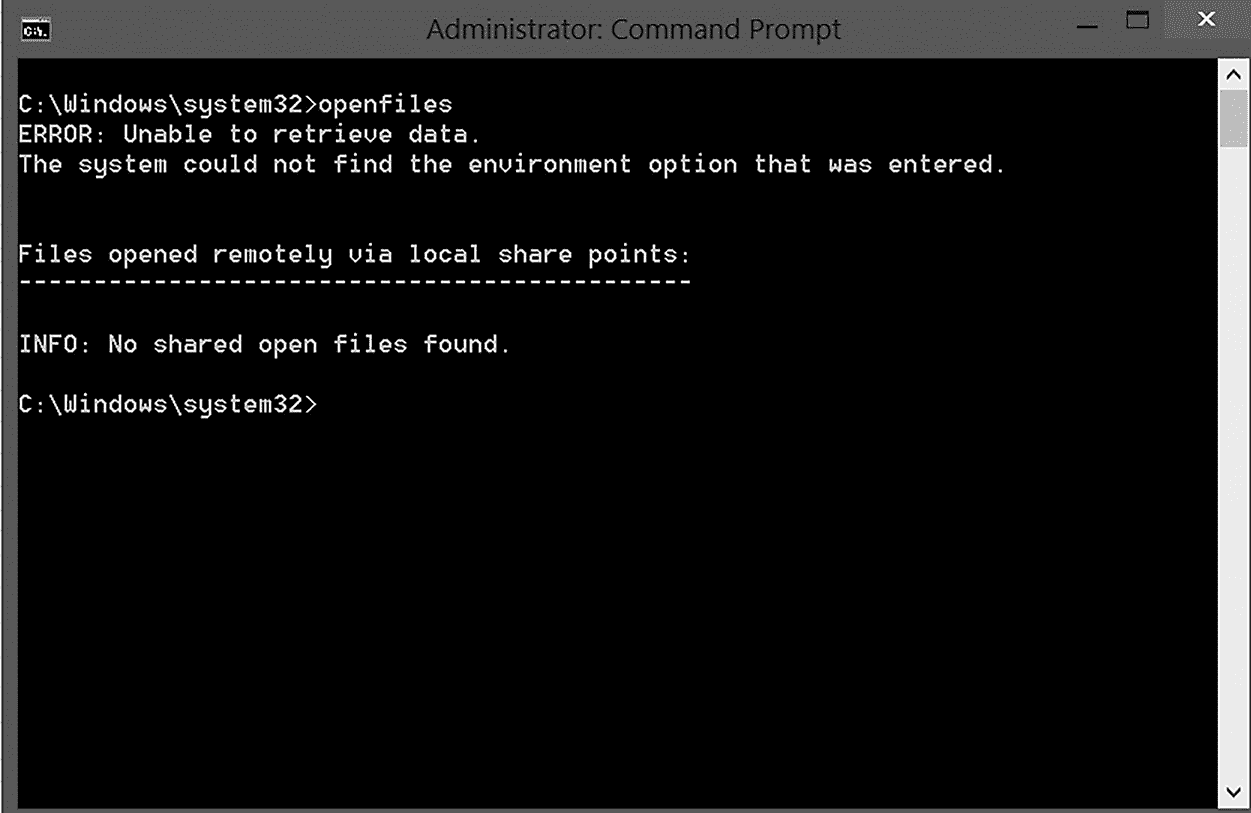 Administrator: Command Prompt
C:\Windows\system32>openfiles
ERROR: Unable to retrieve data.
The system could not find the environment option that was entered.
Files opened remotely via local share points:
---------------------------------------------
INFO: No shared open files found.
C:\Windows\system32>